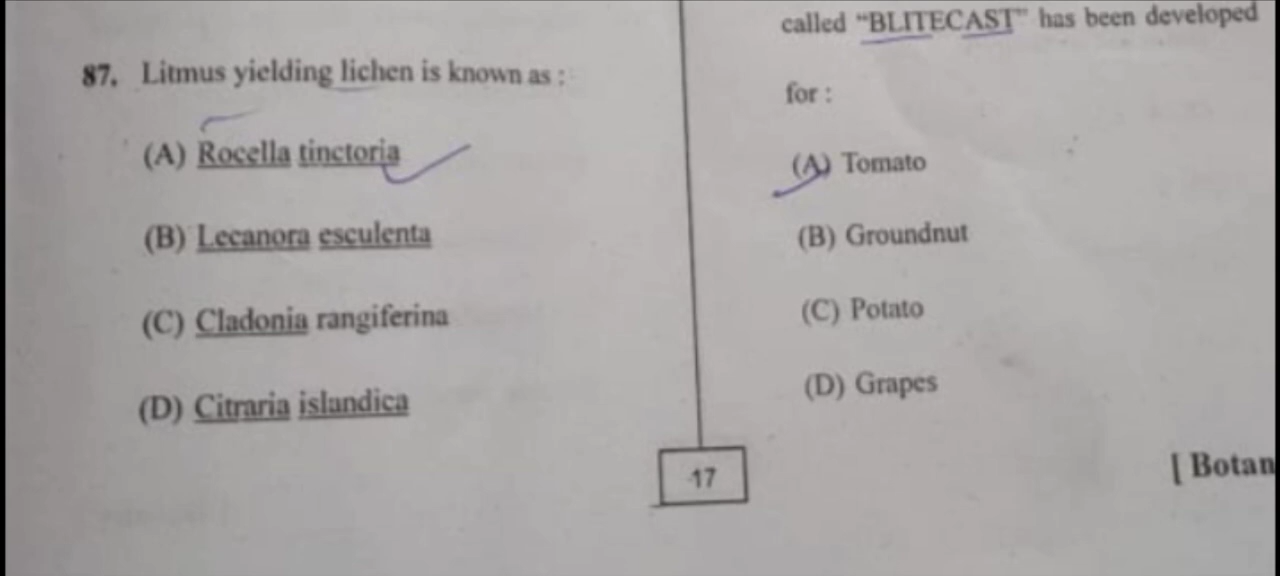 87. Litmus yielding lichen is known as :
(A) Rocella tinctoria
(B) Lecanora esculenta
(C) Cladonia rangiferina
(D) Citraria islandica
called “BLITECAST” has been developed
for :
(A) Tomato
(B) Groundnut
(C) Potato
(D) Grapes
17
[ Botan